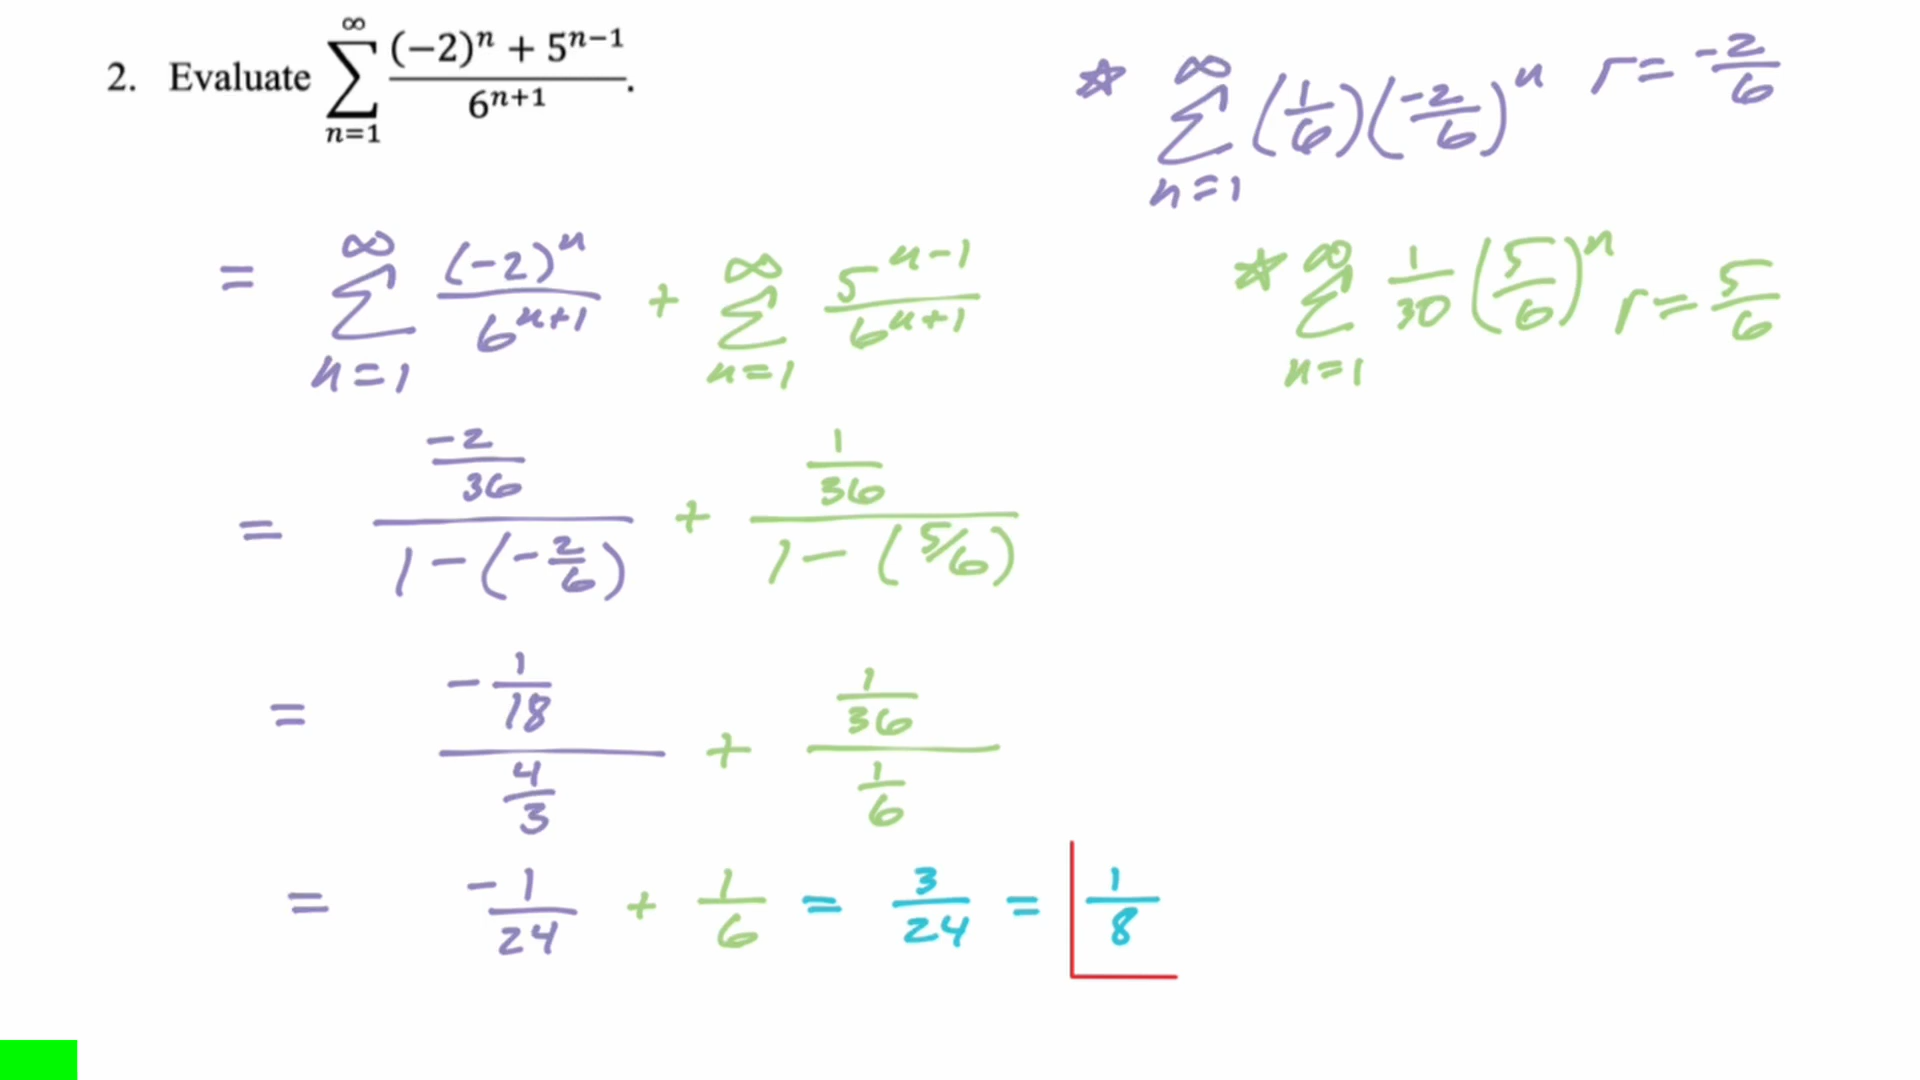 2. Evaluate ∑_{n=1}^{∞} ((−2)^n + 5^{n−1})/(6^{n+1}).
☆ ∑_{n=1}^{∞} (1/6)(-2/6)^n r = -2/6
= ∑_{n=1}^{∞} (-2)^n/6^{n+1} + ∑_{n=1}^{∞} 5^{n-1}/6^{n+1}
☆ ∑_{n=1}^{∞} 1/30 (5/6)^n r = 5/6
= (-2/36)/(1-(-2/6)) + (1/36)/(1-(5/6))
= (-1/18)/(4/3) + (1/36)/(1/6)
= -1/24 + 1/6 = 3/24 = 1/8